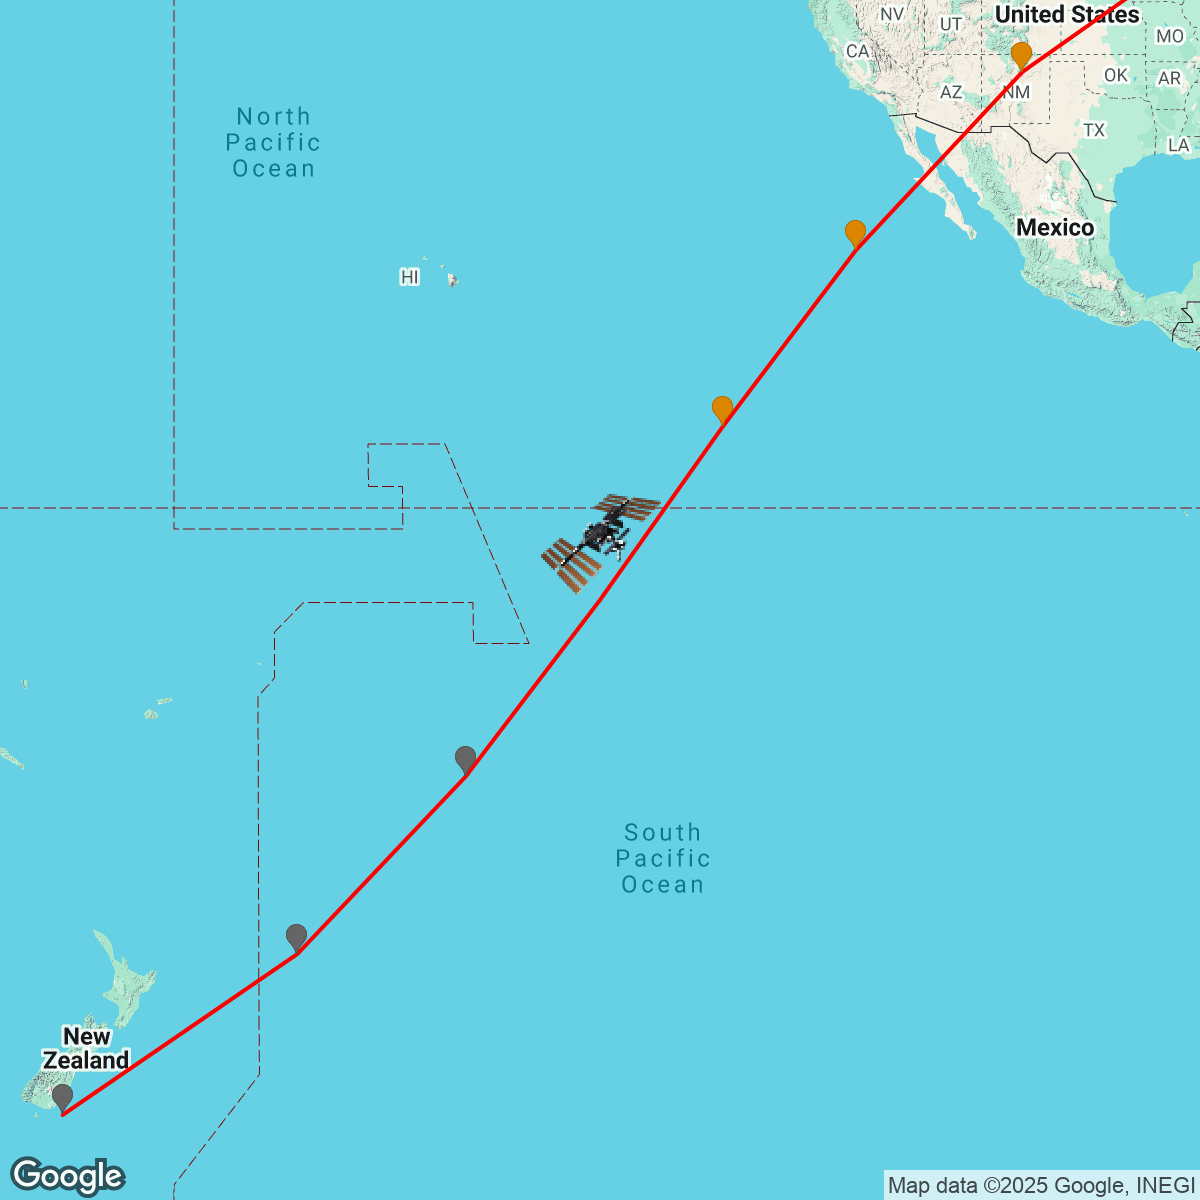 NV
UT
United States
MO
CA
AZ
NM
OK
AR
TX
LA
North
Pacific
Ocean
Mexico
HI
South
Pacific
Ocean
New
Zealand
Google
Map data ©2025 Google, INEGI